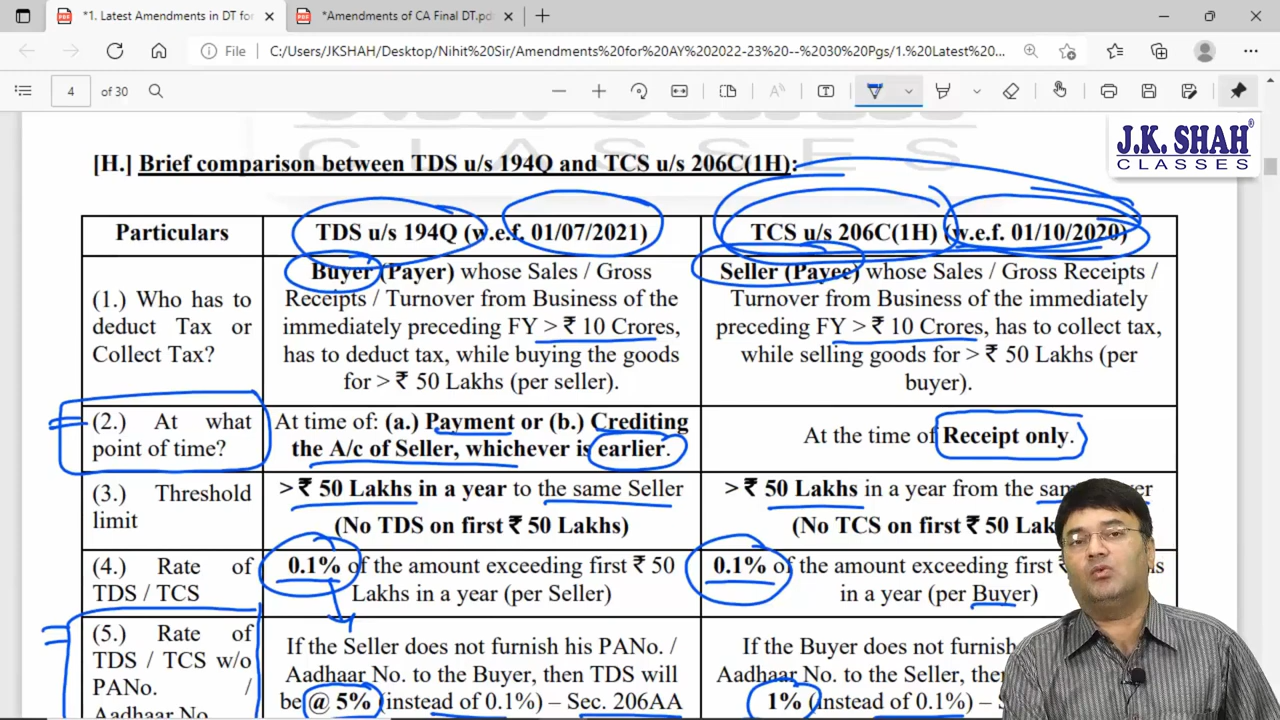 *1. Latest Amendments in DT for
*Amendments of CA Final DT.pd
File
C:/Users/JKSHAH/Desktop/Nihit%20Sir/Amendments%20for%20AY%202022-23%20--%2030%20Pgs/1.%20Latest%20...
4 of 30
J.K. SHAH®
CLASSES
CLASSES
[H.] Brief comparison between TDS u/s 194Q and TCS u/s 206C(1H):
Particulars
TDS u/s 194Q (w.e.f. 01/07/2021)
TCS u/s 206C(1H) (w.e.f. 01/10/2020)
(1.) Who has to
deduct Tax or
Collect Tax?
Buyer (Payer) whose Sales / Gross
Receipts / Turnover from Business of the
immediately preceding FY > ₹ 10 Crores,
has to deduct tax, while buying the goods
for > ₹ 50 Lakhs (per seller).
Seller (Payee) whose Sales / Gross Receipts /
Turnover from Business of the immediately
preceding FY > ₹ 10 Crores, has to collect tax,
while selling goods for > ₹ 50 Lakhs (per
buyer).
(2.) At what
point of time?
At time of: (a.) Payment or (b.) Crediting
the A/c of Seller, whichever is earlier.
At the time of Receipt only.
(3.) Threshold
limit
> ₹ 50 Lakhs in a year to the same Seller
(No TDS on first ₹ 50 Lakhs)
> ₹ 50 Lakhs in a year from the
(No TCS on first ₹ 50
(4.) Rate of
TDS / TCS
0.1% of the amount exceeding first ₹ 50
Lakhs in a year (per Seller)
0.1% of the amount exceeding first
in a year (per Buyer)
(5.) Rate of
TDS / TCS w/o
PANo. /
Aadhaar No.
If the Seller does not furnish his PANo. /
Aadhaar No. to the Buyer, then TDS will
be @ 5% (instead of 0.1%) – Sec. 206AA
If the Buyer does not furnish
Aadhaar No. to the Seller, then
1% (instead of 0.1%) –